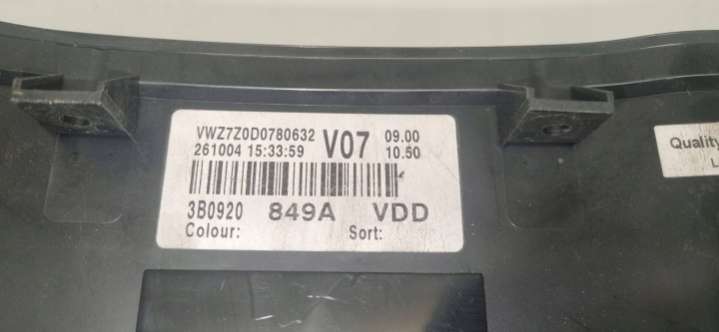 VWZ7Z0D0780632 V07 09.00
261004 15:33:59 10.50
3B0920 849A VDD
Colour: Sort:
Quality